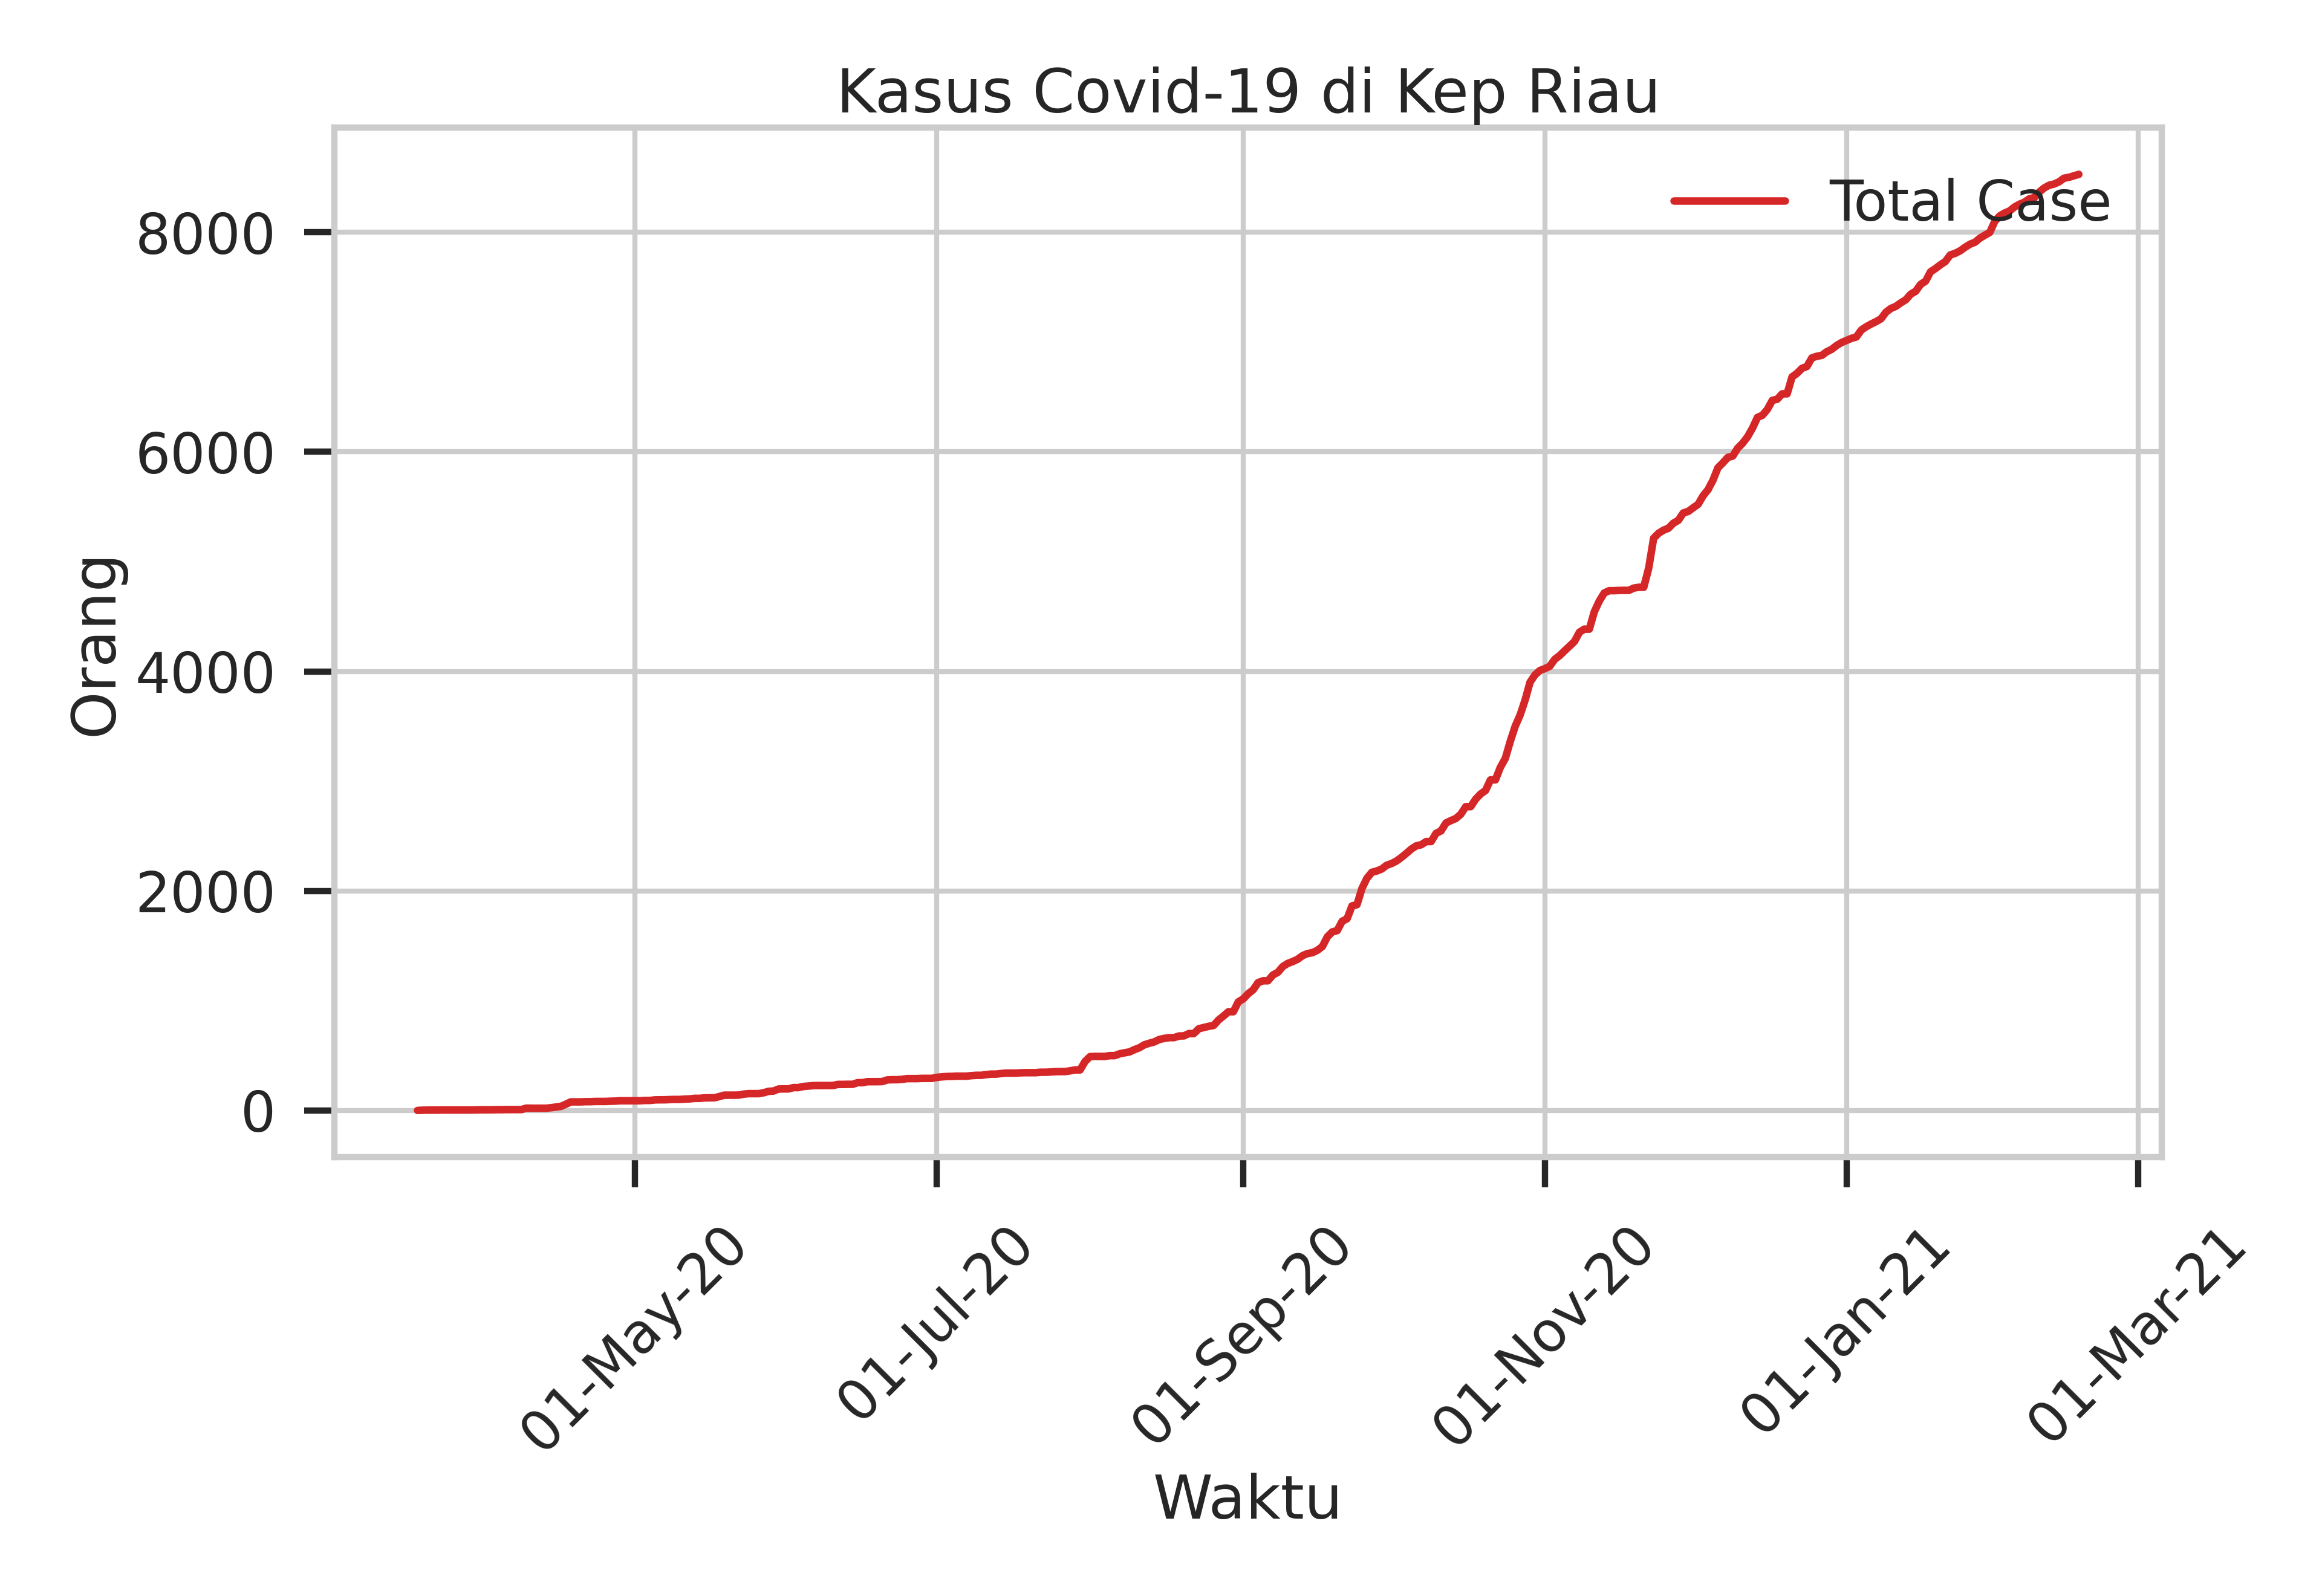 Kasus Covid-19 di Kep Riau
Total Case
8000
6000
4000
2000
0
Orang
01-May-20
01-Jul-20
01-Sep-20
01-Nov-20
01-Jan-21
01-Mar-21
Waktu